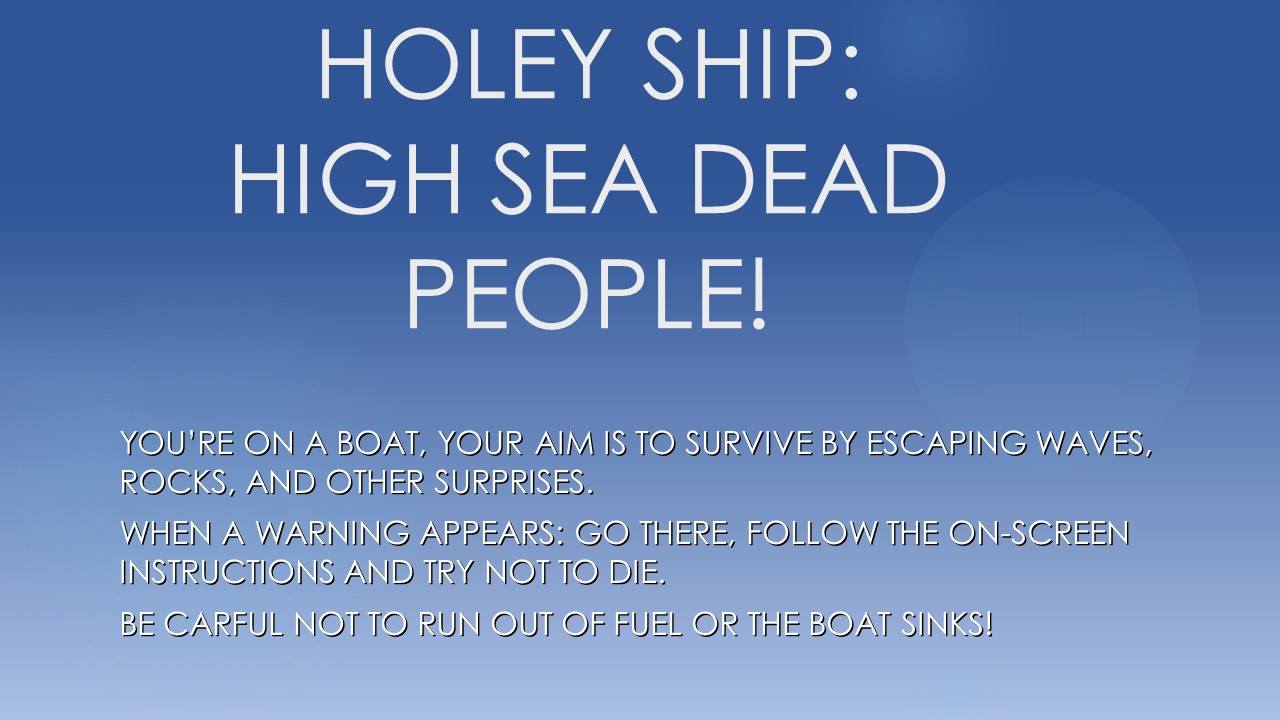 HOLEY SHIP:
HIGH SEA DEAD
PEOPLE!
YOU’RE ON A BOAT, YOUR AIM IS TO SURVIVE BY ESCAPING WAVES,
ROCKS, AND OTHER SURPRISES.
WHEN A WARNING APPEARS: GO THERE, FOLLOW THE ON-SCREEN
INSTRUCTIONS AND TRY NOT TO DIE.
BE CARFUL NOT TO RUN OUT OF FUEL OR THE BOAT SINKS!